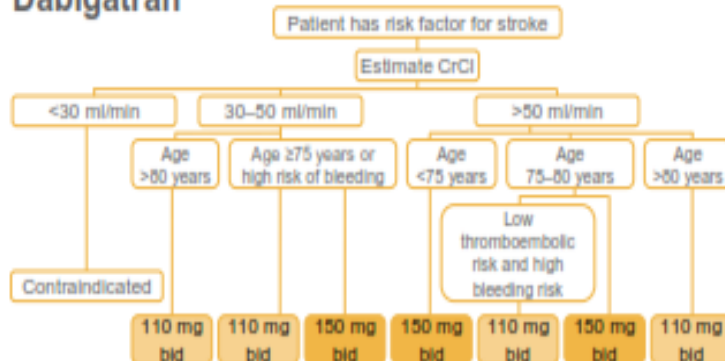 Dabigatran
Patient has risk factor for stroke
Estimate CrCl
<30 ml/min
30–50 ml/min
>50 ml/min
Age
>80 years
Age ≥75 years or
high risk of bleeding
Age
<75 years
Age
75–80 years
Age
>80 years
Low
thromboembolic
risk and high
bleeding risk
Contraindicated
110 mg
bid
110 mg
bid
150 mg
bid
150 mg
bid
110 mg
bid
150 mg
bid
110 mg
bid